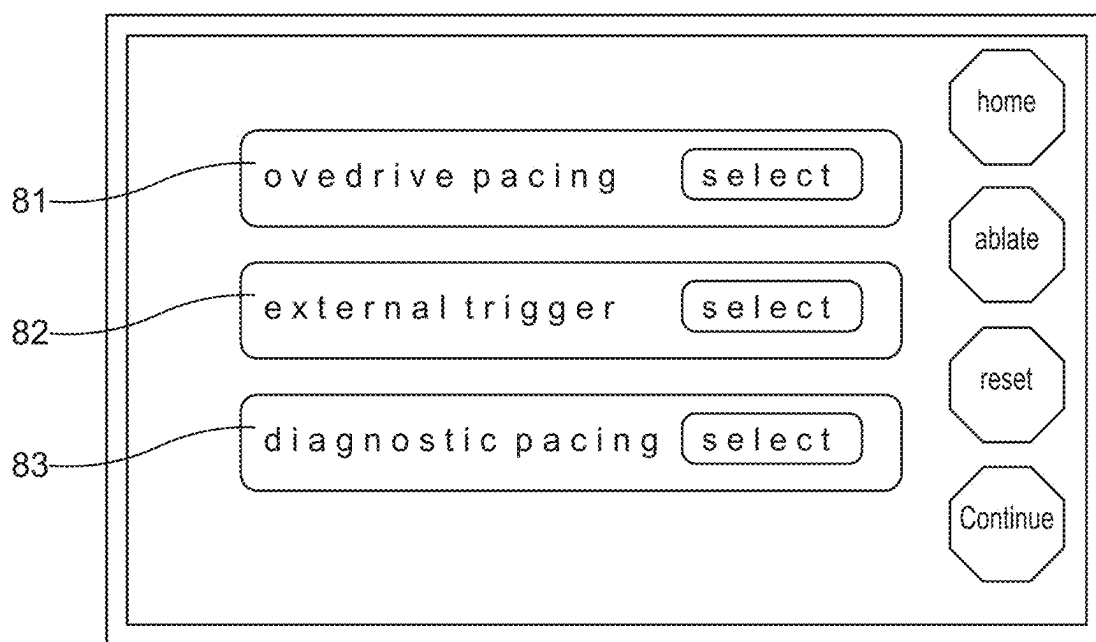 home
81
ovedrive pacing
select
ablate
82
external trigger
select
reset
83
diagnostic pacing
select
Continue